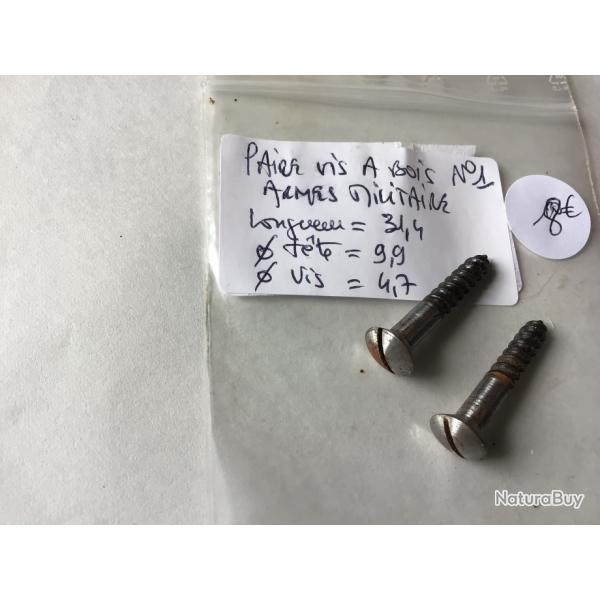 PAIRE VIS A BOIS N°1
ARMES MILITAIRE
Longueur = 31,4
Ø tête = 9,9
Ø VIS = 4,7
8€
NaturaBuy